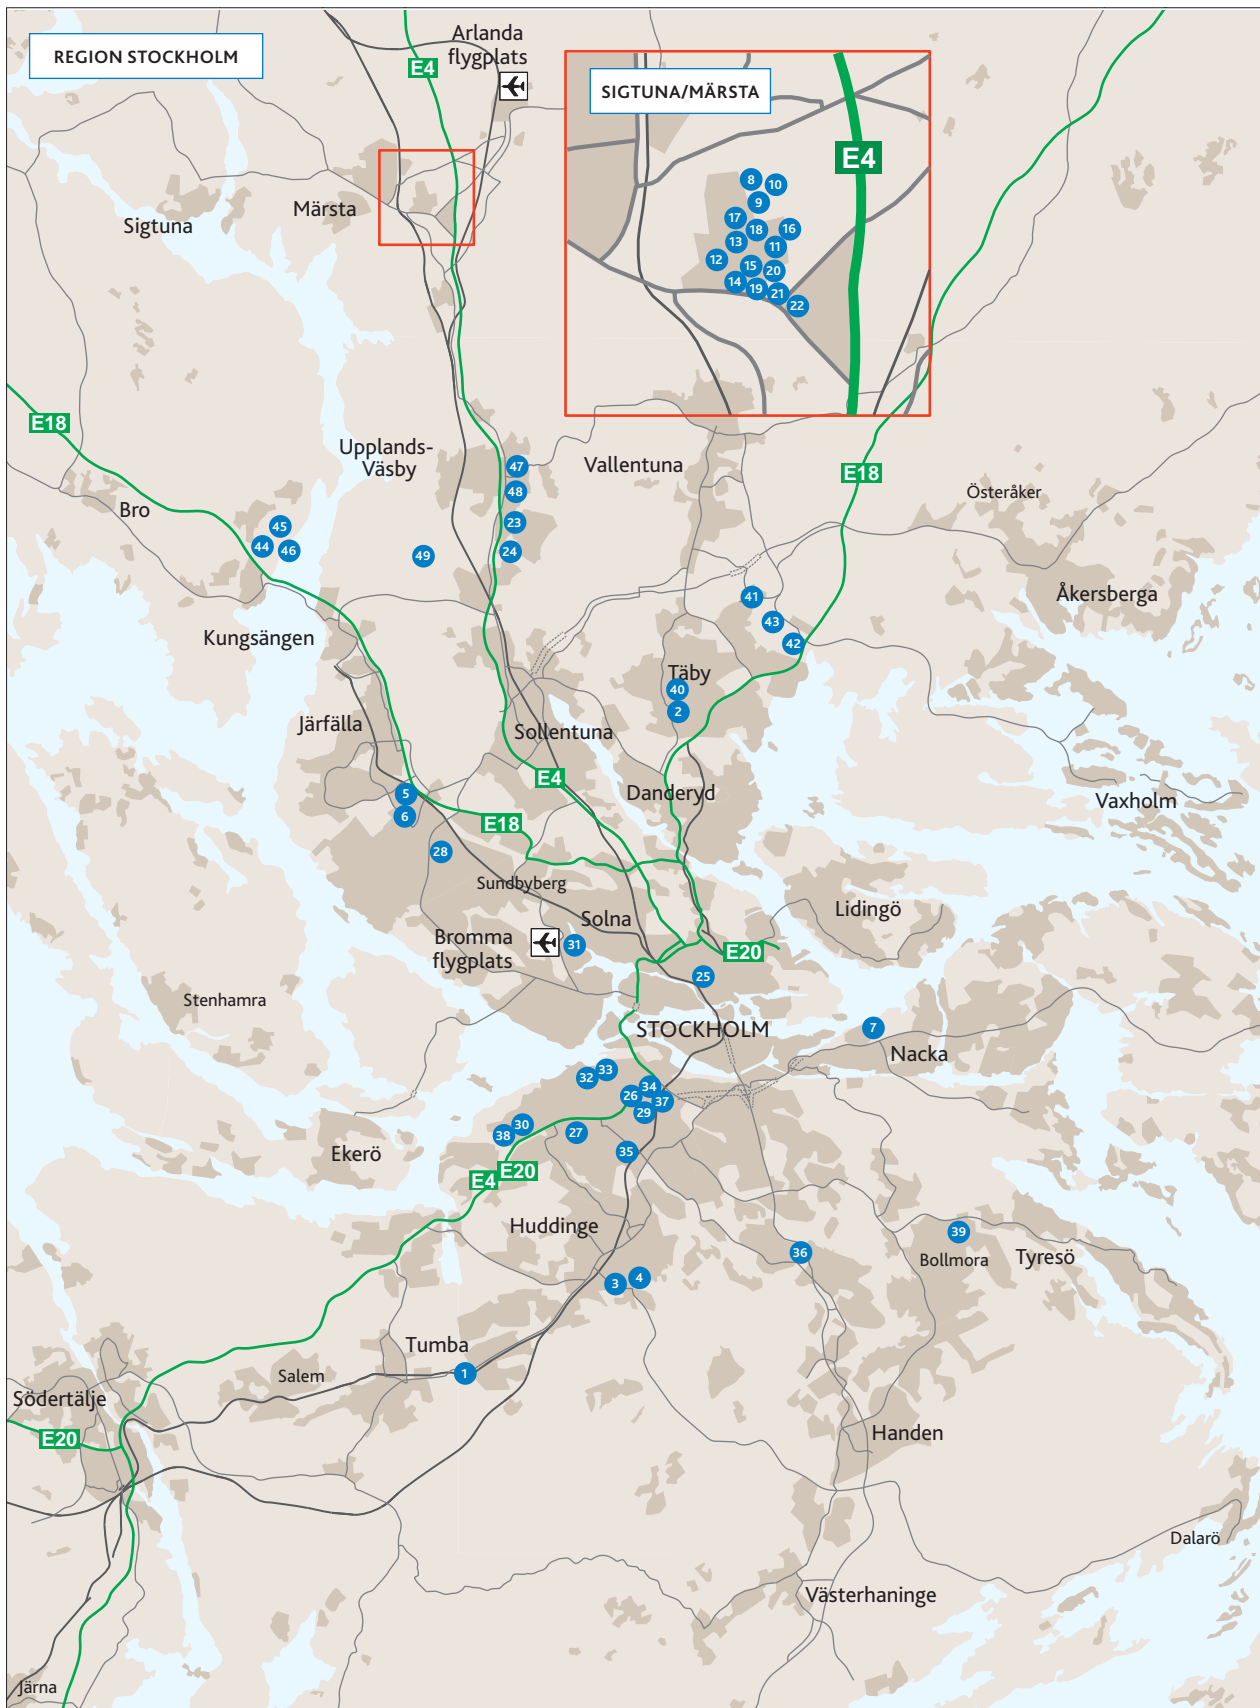 REGION STOCKHOLM
Arlanda
flygplats
E4
SIGTUNA/MÄRSTA
E4
8
10
9
17
18
16
13
11
12
15
20
14
19
21
22
Märsta
Sigtuna
E18
Upplands-
Väsby
47
Vallentuna
E18
48
Österåker
Bro
45
23
44
46
49
24
41
Åkersberga
43
Kungsängen
42
Täby
40
2
Järfälla
Sollentuna
E4
Danderyd
5
Vaxholm
6
E18
28
Sundbyberg
Lidingö
Solna
Bromma
flygplats
31
E20
25
Stenhamra
STOCKHOLM
7
Nacka
33
32
34
26
37
29
30
38
27
Ekerö
35
E20
E4
Huddinge
39
36
Bollmora
Tyresö
3
4
Tumba
1
Salem
Södertälje
E20
Handen
Dalarö
Västerhaninge
Järna